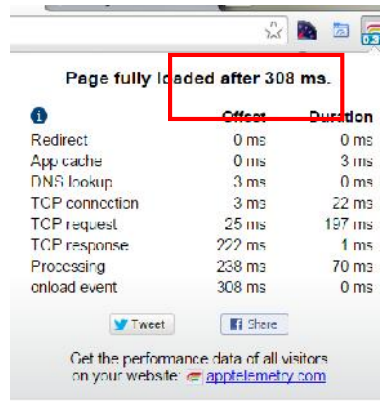 0.3
Page fully loaded after 308 ms.
Offset Duration
Redirect 0 ms 0 ms
App cache 0 ms 3 ms
DNS lookup 3 ms 0 ms
TCP connection 3 ms 22 ms
TCP request 25 ms 197 ms
TCP response 222 ms 1 ms
Processing 238 ms 70 ms
onload event 308 ms 0 ms
Tweet Share
Get the performance data of all visitors
on your website: apptelemetry.com